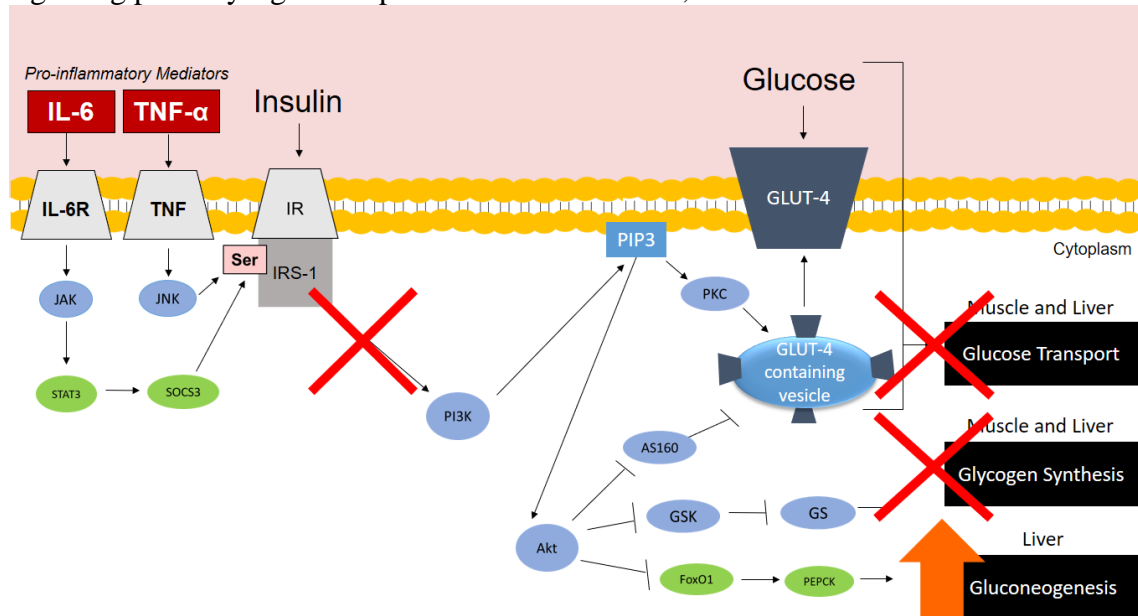 Pro-inflammatory Mediators
IL-6
TNF-α
Insulin
Glucose
IL-6R
TNF
IR
GLUT-4
Ser
IRS-1
PIP3
Cytoplasm
JAK
JNK
PKC
Muscle and Liver
Glucose Transport
GLUT-4
containing
vesicle
STAT3
SOCS3
PI3K
Muscle and Liver
AS160
Glycogen Synthesis
GSK
GS
Akt
Liver
FoxO1
PEPCK
Gluconeogenesis